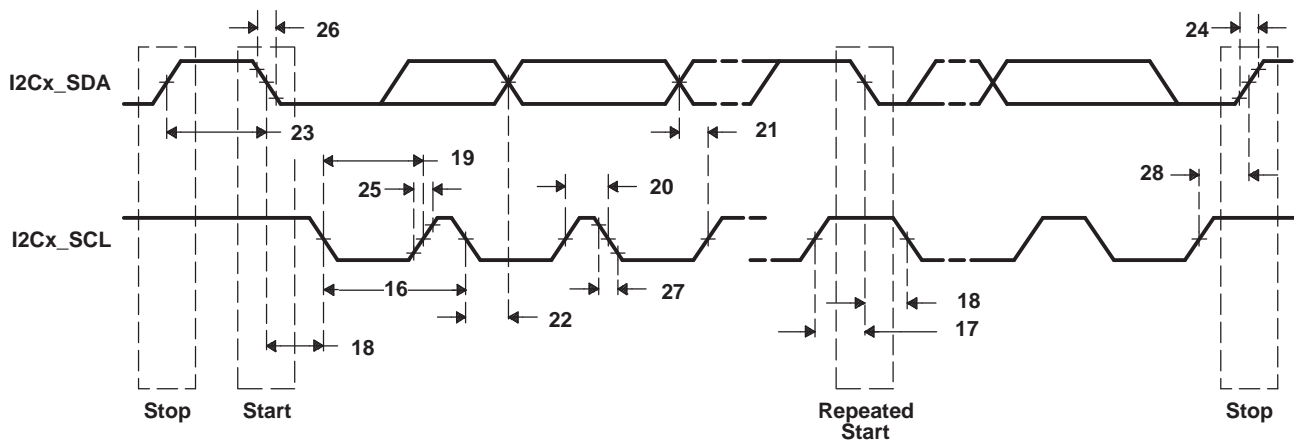 26
24
I2Cx_SDA
23
21
19
25
20
28
I2Cx_SCL
16
27
22
18
18
17
Stop
Start
Repeated
Start
Stop